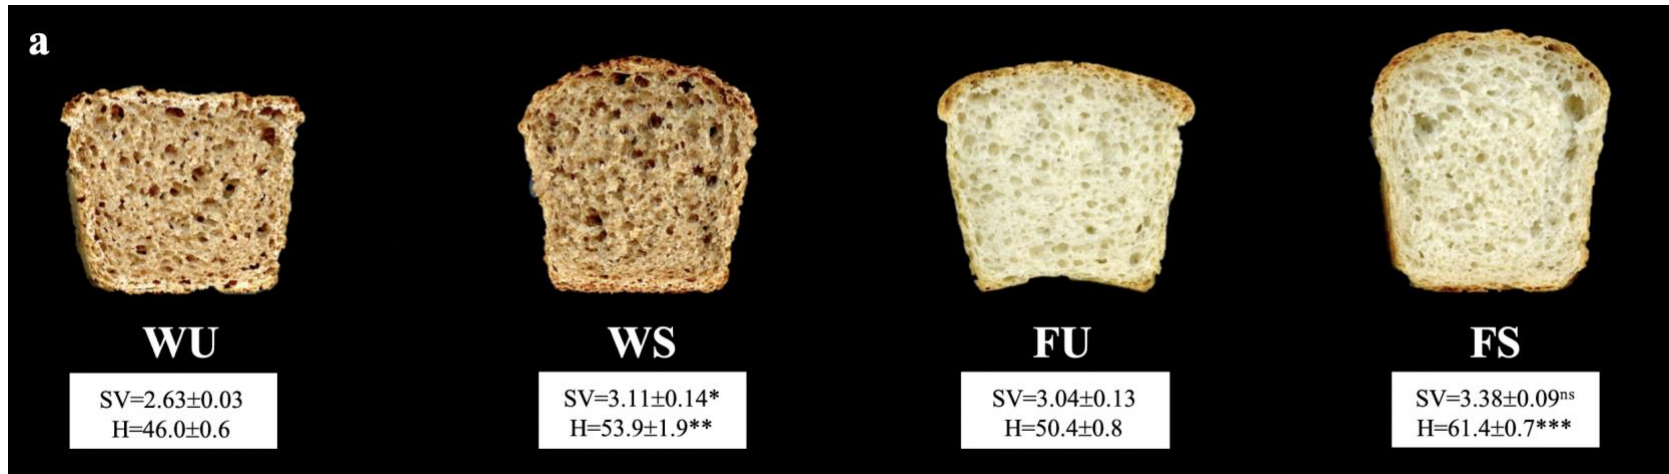 a
WU
WS
FU
FS
SV=2.63±0.03
H=46.0±0.6
SV=3.11±0.14*
H=53.9±1.9**
SV=3.04±0.13
H=50.4±0.8
SV=3.38±0.09ⁿˢ
H=61.4±0.7***